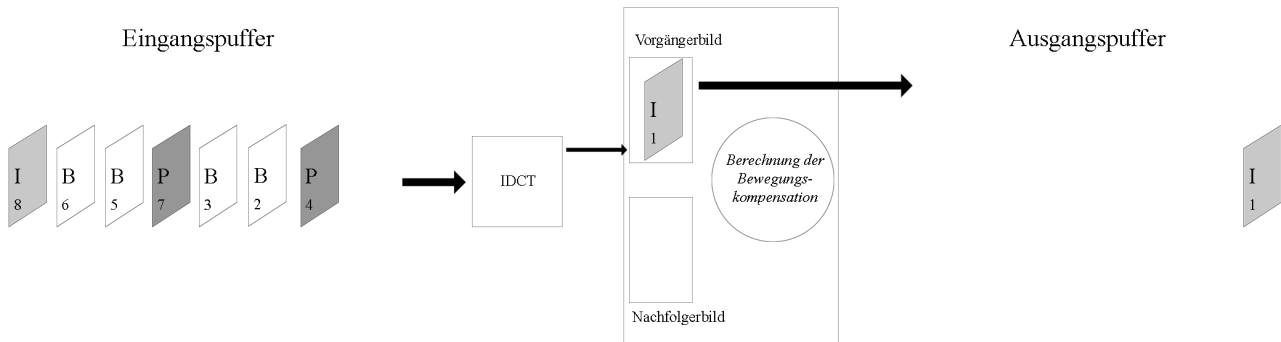 Eingangspuffer
Vorgängerbild
Ausgangspuffer
I B B P B B P
8 6 5 7 3 2 4
IDCT
I
1
Berechnung der
Bewegungs-
kompensation
Nachfolgerbild
I
1